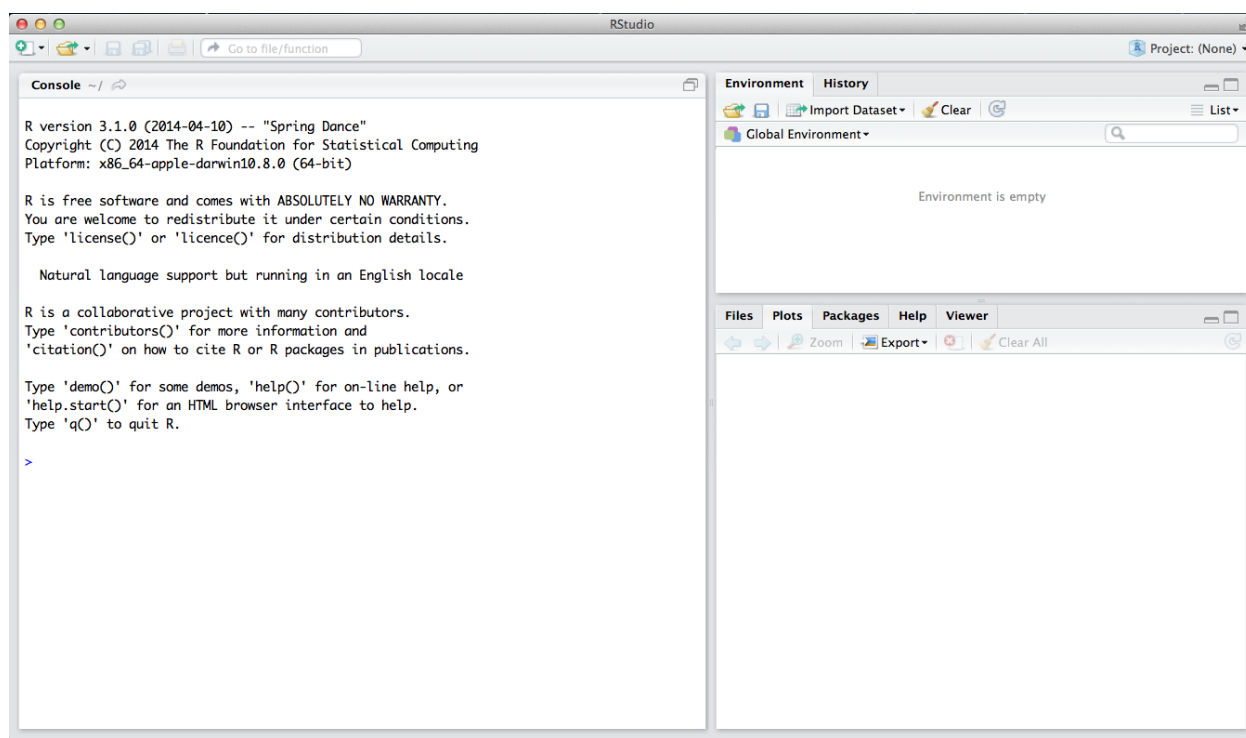 RStudio
Go to file/function
Project: (None)
Console ~/
R version 3.1.0 (2014-04-10) -- "Spring Dance"
Copyright (C) 2014 The R Foundation for Statistical Computing
Platform: x86_64-apple-darwin10.8.0 (64-bit)
R is free software and comes with ABSOLUTELY NO WARRANTY.
You are welcome to redistribute it under certain conditions.
Type 'license()' or 'licence()' for distribution details.
Natural language support but running in an English locale
R is a collaborative project with many contributors.
Type 'contributors()' for more information and
'citation()' on how to cite R or R packages in publications.
Type 'demo()' for some demos, 'help()' for on-line help, or
'help.start()' for an HTML browser interface to help.
Type 'q()' to quit R.
>
Environment History
Import Dataset Clear List
Global Environment
Environment is empty
Files Plots Packages Help Viewer
Zoom Export Clear All